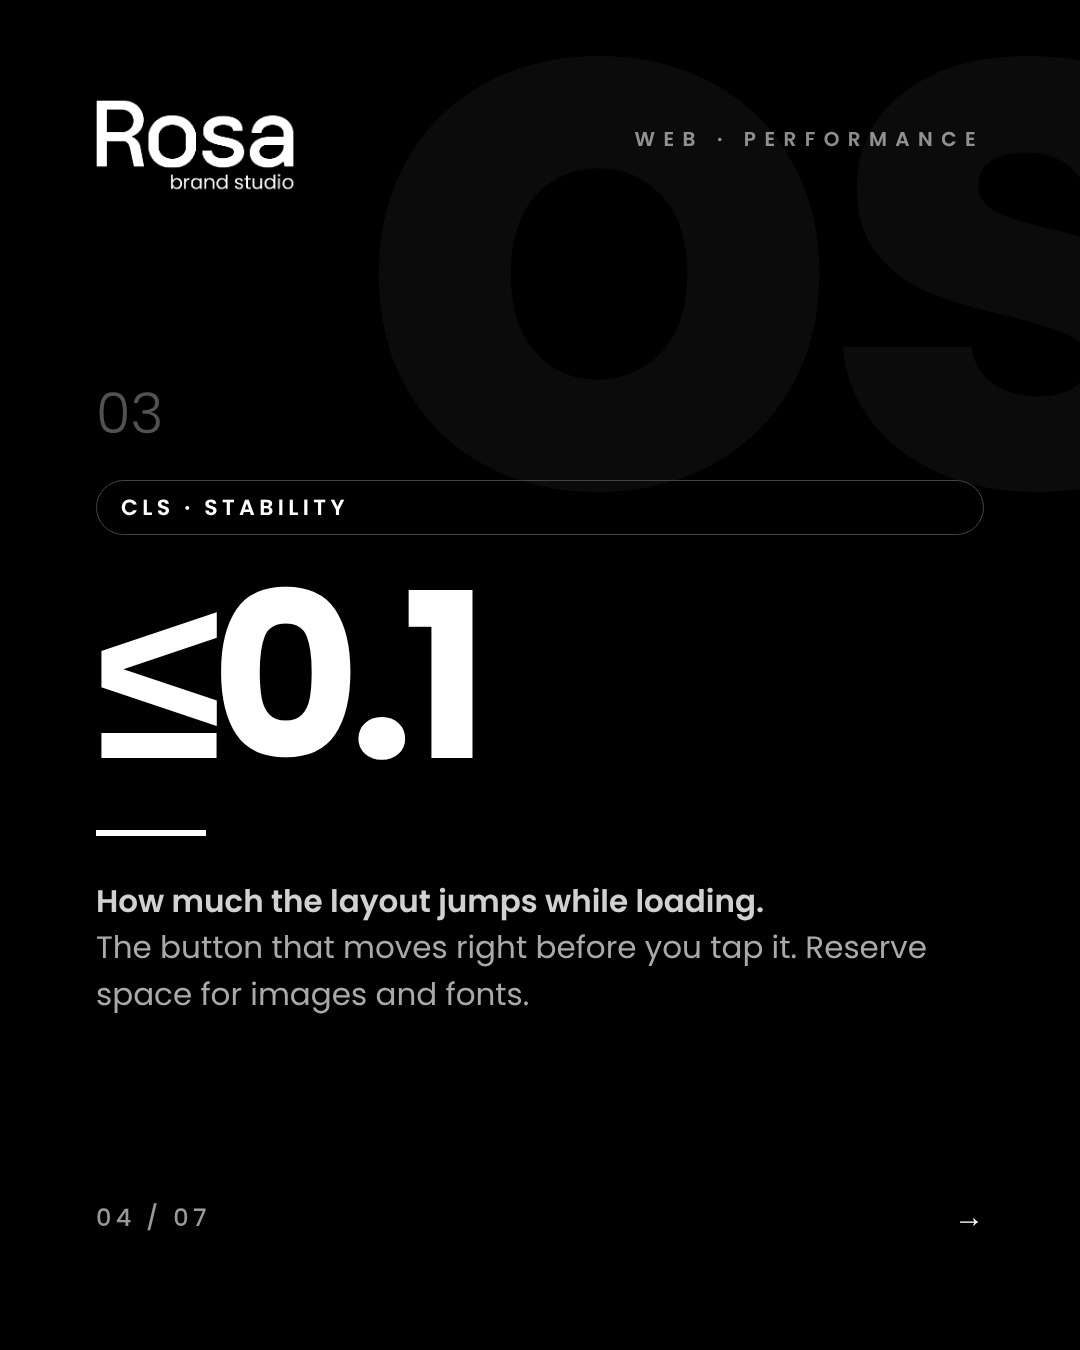 Rosa
brand studio
WEB · PERFORMANCE
03
CLS · STABILITY
≤0.1
How much the layout jumps while loading.
The button that moves right before you tap it. Reserve
space for images and fonts.
04 / 07
→